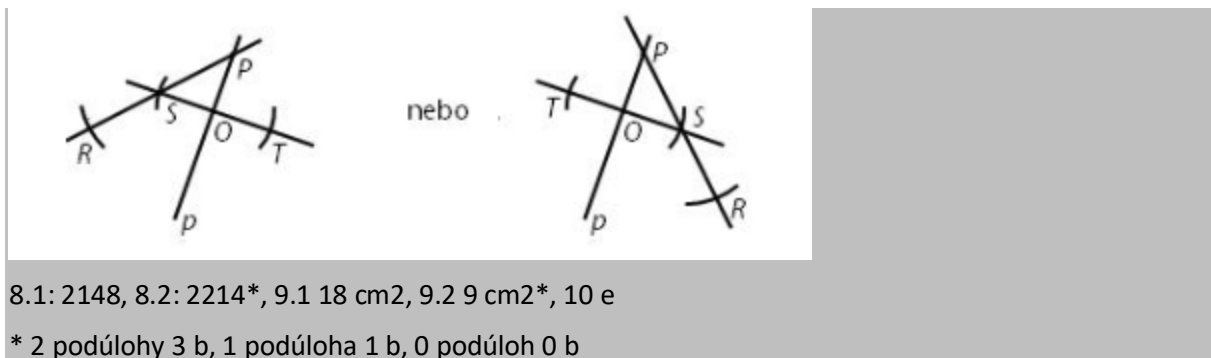 P
S
O
R
T
p
nebo
P
T
O
S
R
p
8.1: 2148, 8.2: 2214*, 9.1 18 cm2, 9.2 9 cm2*, 10 e
* 2 podúlohy 3 b, 1 podúloha 1 b, 0 podúloh 0 b